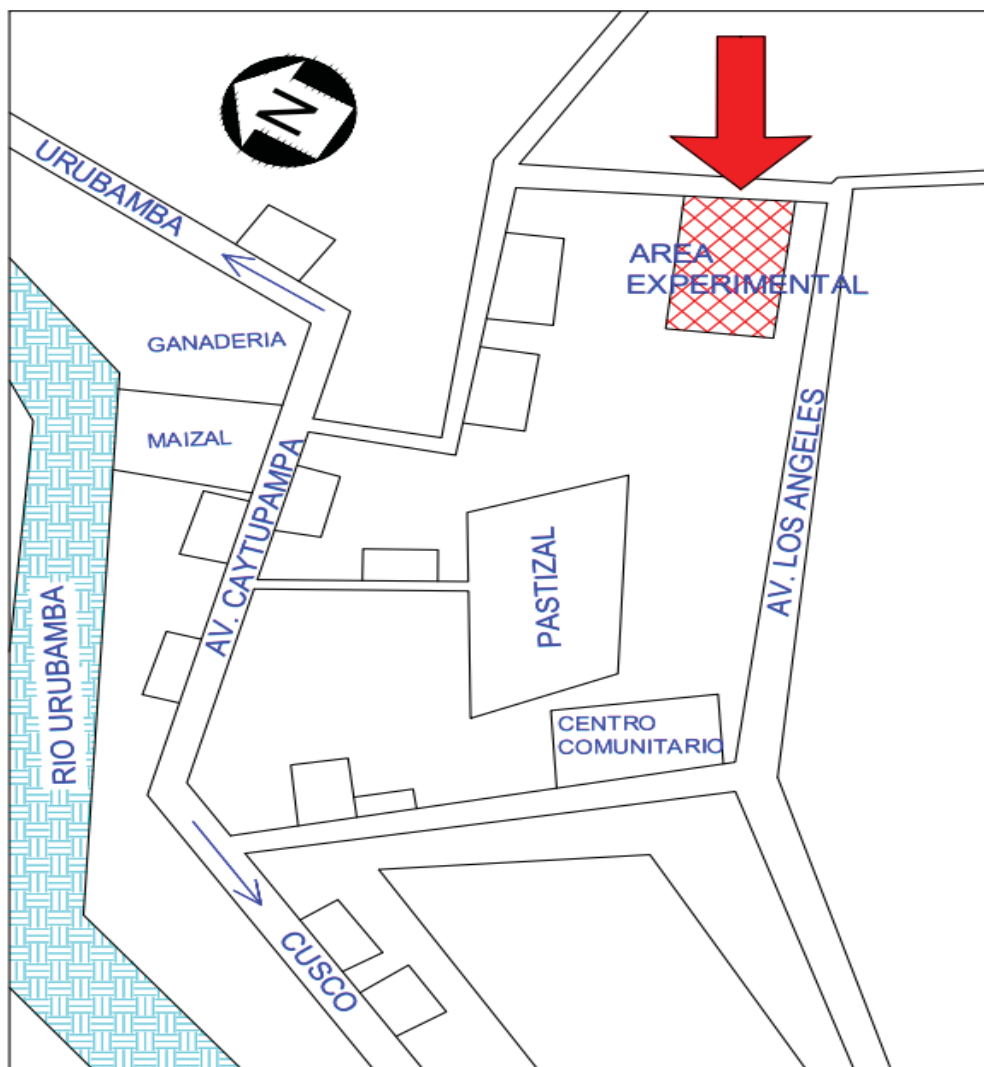 N
URUBAMBA
AREA
EXPERIMENTAL
GANADERIA
MAIZAL
AV. CAYTUPAMPA
AV. LOS ANGELES
PASTIZAL
RIO URUBAMBA
CENTRO
COMUNITARIO
CUSCO